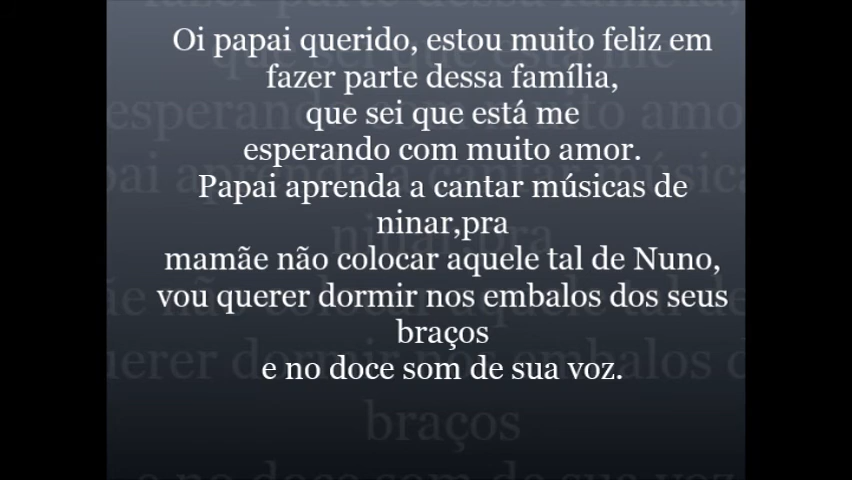 Oi papai querido, estou muito feliz em
fazer parte dessa família,
que sei que está me
esperando com muito amor.
Papai aprenda a cantar músicas de
ninar,pra
mamãe não colocar aquele tal de Nuno,
vou querer dormir nos embalos dos seus
braços
e no doce som de sua voz.